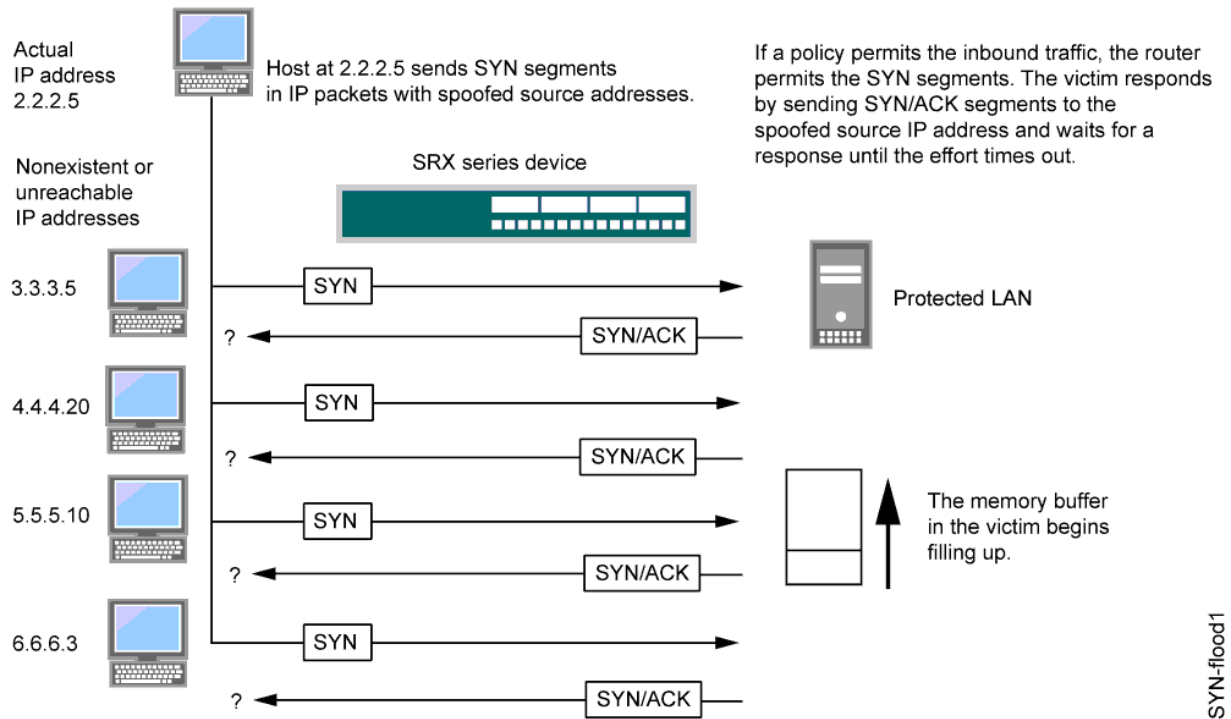 Actual
IP address
2.2.2.5
Host at 2.2.2.5 sends SYN segments
in IP packets with spoofed source addresses.
If a policy permits the inbound traffic, the router
permits the SYN segments. The victim responds
by sending SYN/ACK segments to the
spoofed source IP address and waits for a
response until the effort times out.
Nonexistent or
unreachable
IP addresses
SRX series device
3.3.3.5
SYN
Protected LAN
?
SYN/ACK
4.4.4.20
SYN
?
SYN/ACK
5.5.5.10
SYN
The memory buffer
in the victim begins
filling up.
?
SYN/ACK
6.6.6.3
SYN
?
SYN/ACK
SYN-flood1